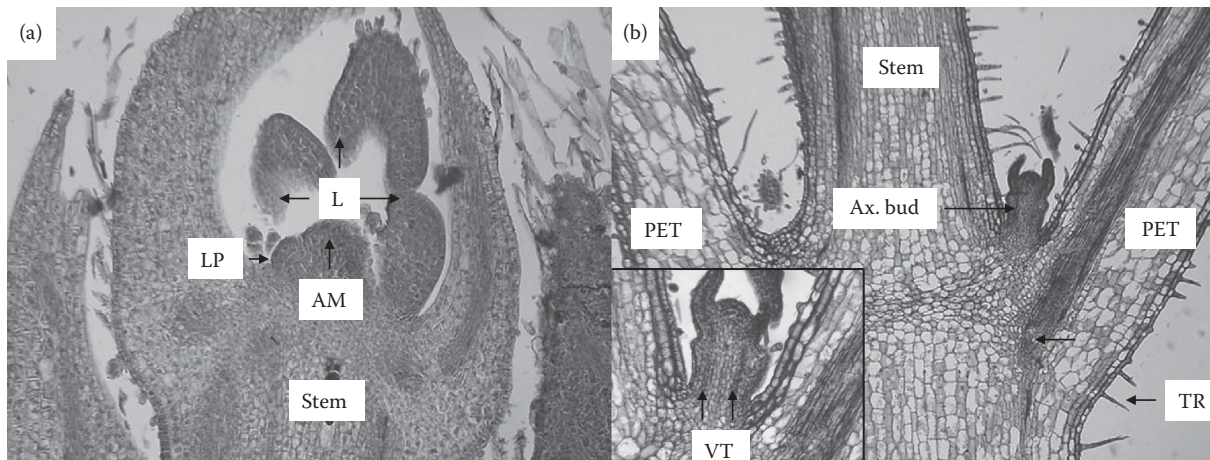 (a)
L
LP
AM
Stem
(b)
Stem
Ax. bud
PET
PET
VT
TR